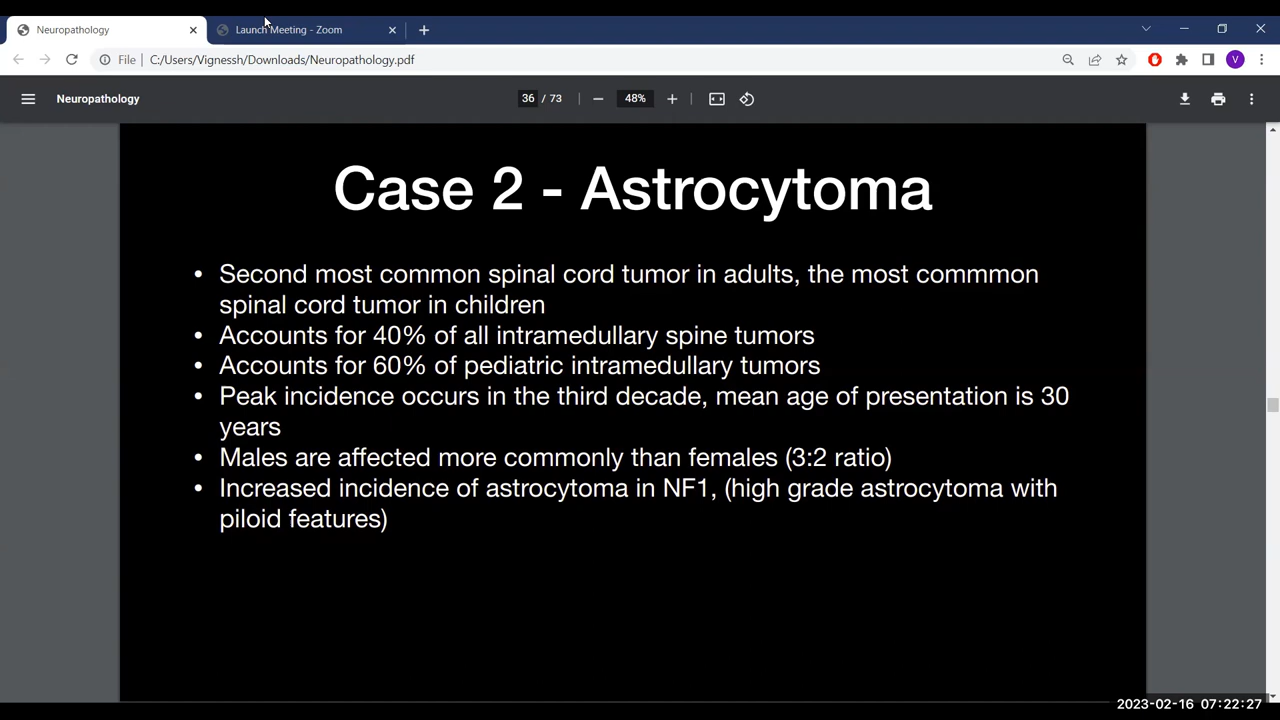 Neuropathology
Launch Meeting - Zoom
File
C:/Users/Vignessh/Downloads/Neuropathology.pdf
V
Neuropathology
36 / 73
48%
Case 2 - Astrocytoma
• Second most common spinal cord tumor in adults, the most commmon
spinal cord tumor in children
• Accounts for 40% of all intramedullary spine tumors
• Accounts for 60% of pediatric intramedullary tumors
• Peak incidence occurs in the third decade, mean age of presentation is 30
years
• Males are affected more commonly than females (3:2 ratio)
• Increased incidence of astrocytoma in NF1, (high grade astrocytoma with
piloid features)
2023-02-16 07:22:27